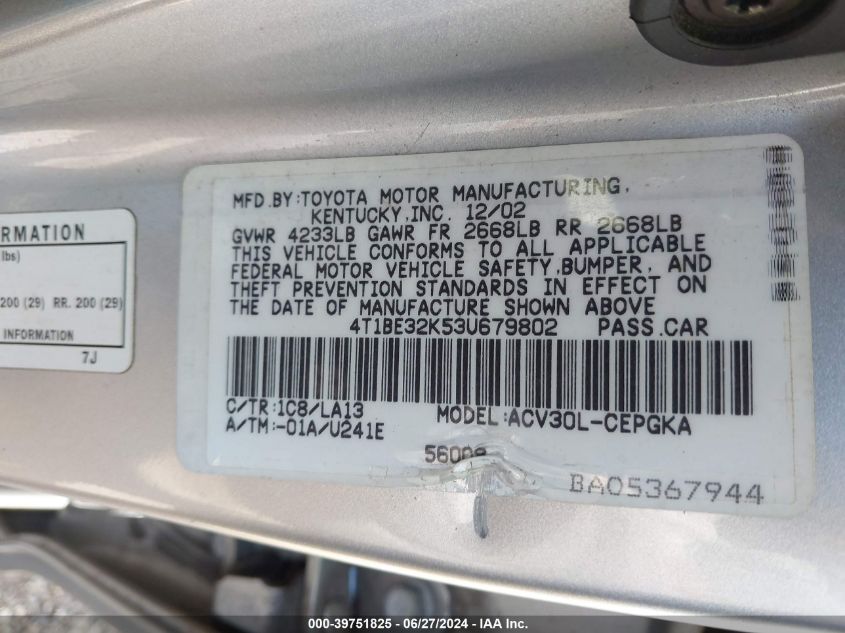 MFD.BY:TOYOTA MOTOR MANUFACTURING,
KENTUCKY,INC. 12/02
GVWR 4233LB GAWR FR 2668LB RR 2668LB
THIS VEHICLE CONFORMS TO ALL APPLICABLE
FEDERAL MOTOR VEHICLE SAFETY,BUMPER, AND
THEFT PREVENTION STANDARDS IN EFFECT ON
THE DATE OF MANUFACTURE SHOWN ABOVE
4T1BE32K53U679802 PASS.CAR
C/TR:1C8/LA13 MODEL:ACV30L-CEPGKA
A/TM:-01A/U241E
BA05367944
RMATION
lbs)
200 (29) RR. 200 (29)
INFORMATION
7J
000-39751825 - 06/27/2024 - IAA Inc.